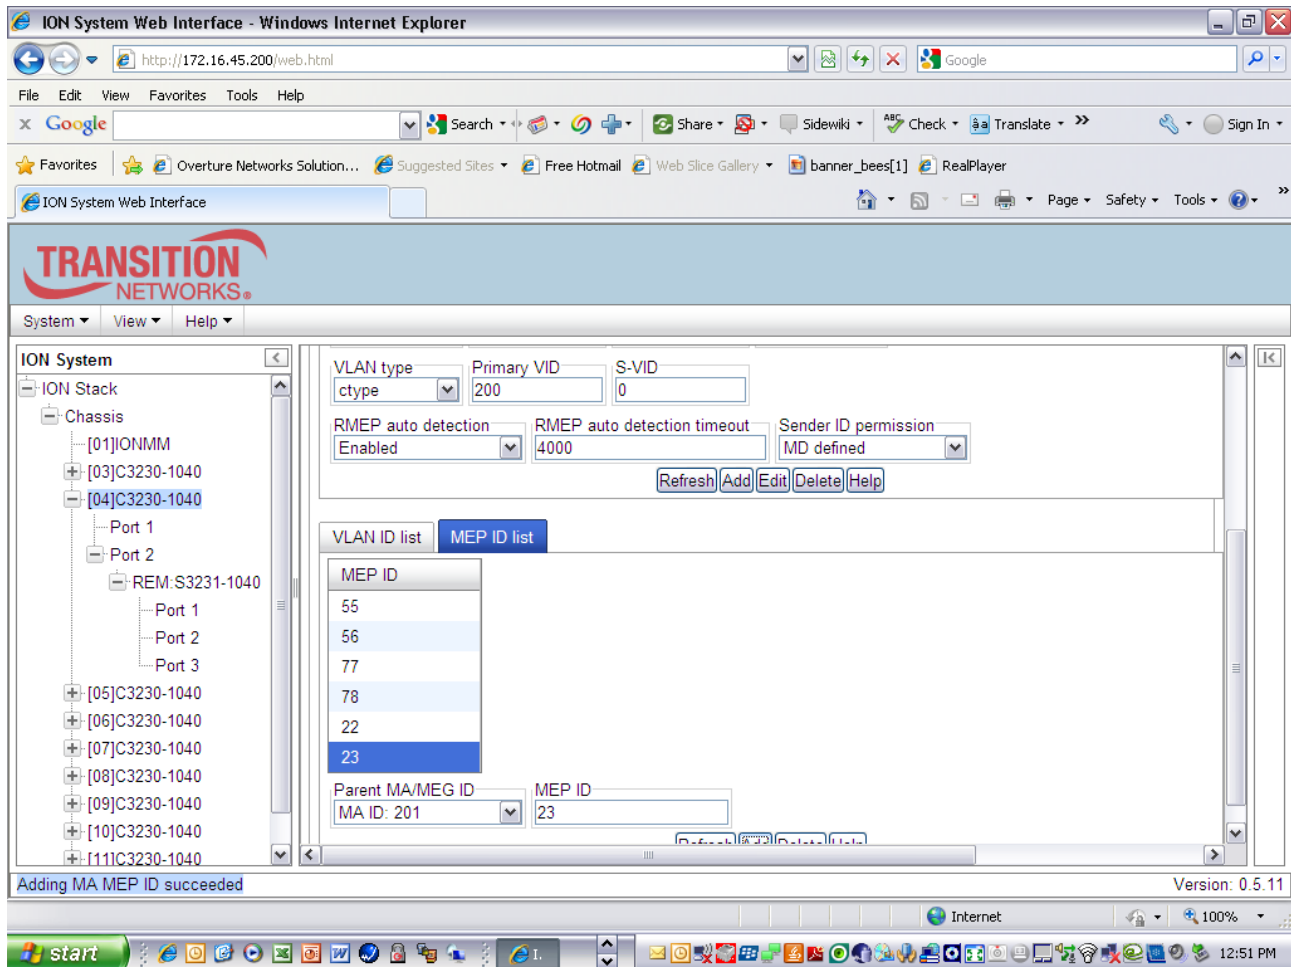 ION System Web Interface - Windows Internet Explorer
http://172.16.45.200/web.html
Google
File Edit View Favorites Tools Help
x Google Search Share Sidewiki Check Translate >> Sign In
Favorites Overture Networks Solution... Suggested Sites Free Hotmail Web Slice Gallery banner_bees[1] RealPlayer
ION System Web Interface Page Safety Tools >>
TRANSITION
NETWORKS®
System View Help
ION System
ION Stack
Chassis
[01]IONMM
[03]C3230-1040
[04]C3230-1040
Port 1
Port 2
REM:S3231-1040
Port 1
Port 2
Port 3
[05]C3230-1040
[06]C3230-1040
[07]C3230-1040
[08]C3230-1040
[09]C3230-1040
[10]C3230-1040
[11]C3230-1040
VLAN type Primary VID S-VID
ctype 200 0
RMEP auto detection RMEP auto detection timeout Sender ID permission
Enabled 4000 MD defined
Refresh Add Edit Delete Help
VLAN ID list MEP ID list
MEP ID
55
56
77
78
22
23
Parent MA/MEG ID MEP ID
MA ID: 201 23
Refresh Add Delete Help
Adding MA MEP ID succeeded Version: 0.5.11
Internet 100%
start I. 12:51 PM